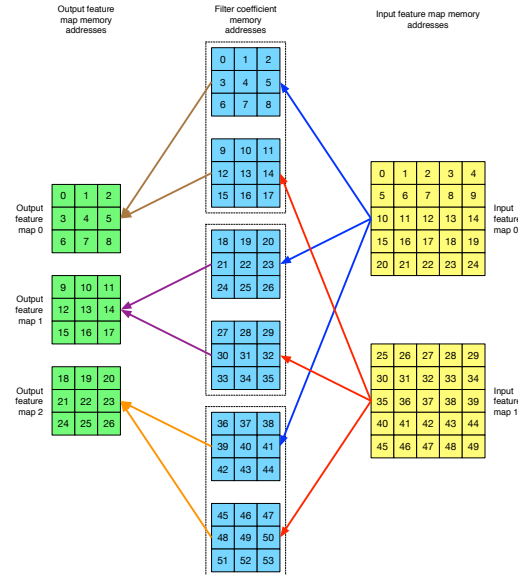 Output feature
map memory
addresses
Filter coefficient
memory
addresses
Input feature map memory
addresses
0 1 2
3 4 5
6 7 8
9 10 11
12 13 14
15 16 17
18 19 20
21 22 23
24 25 26
27 28 29
30 31 32
33 34 35
36 37 38
39 40 41
42 43 44
45 46 47
48 49 50
51 52 53
Output
feature
map 0
0 1 2
3 4 5
6 7 8
Output
feature
map 1
9 10 11
12 13 14
15 16 17
Output
feature
map 2
18 19 20
21 22 23
24 25 26
0 1 2 3 4
5 6 7 8 9
10 11 12 13 14
15 16 17 18 19
20 21 22 23 24
Input
feature
map 0
25 26 27 28 29
30 31 32 33 34
35 36 37 38 39
40 41 42 43 44
45 46 47 48 49
Input
feature
map 1